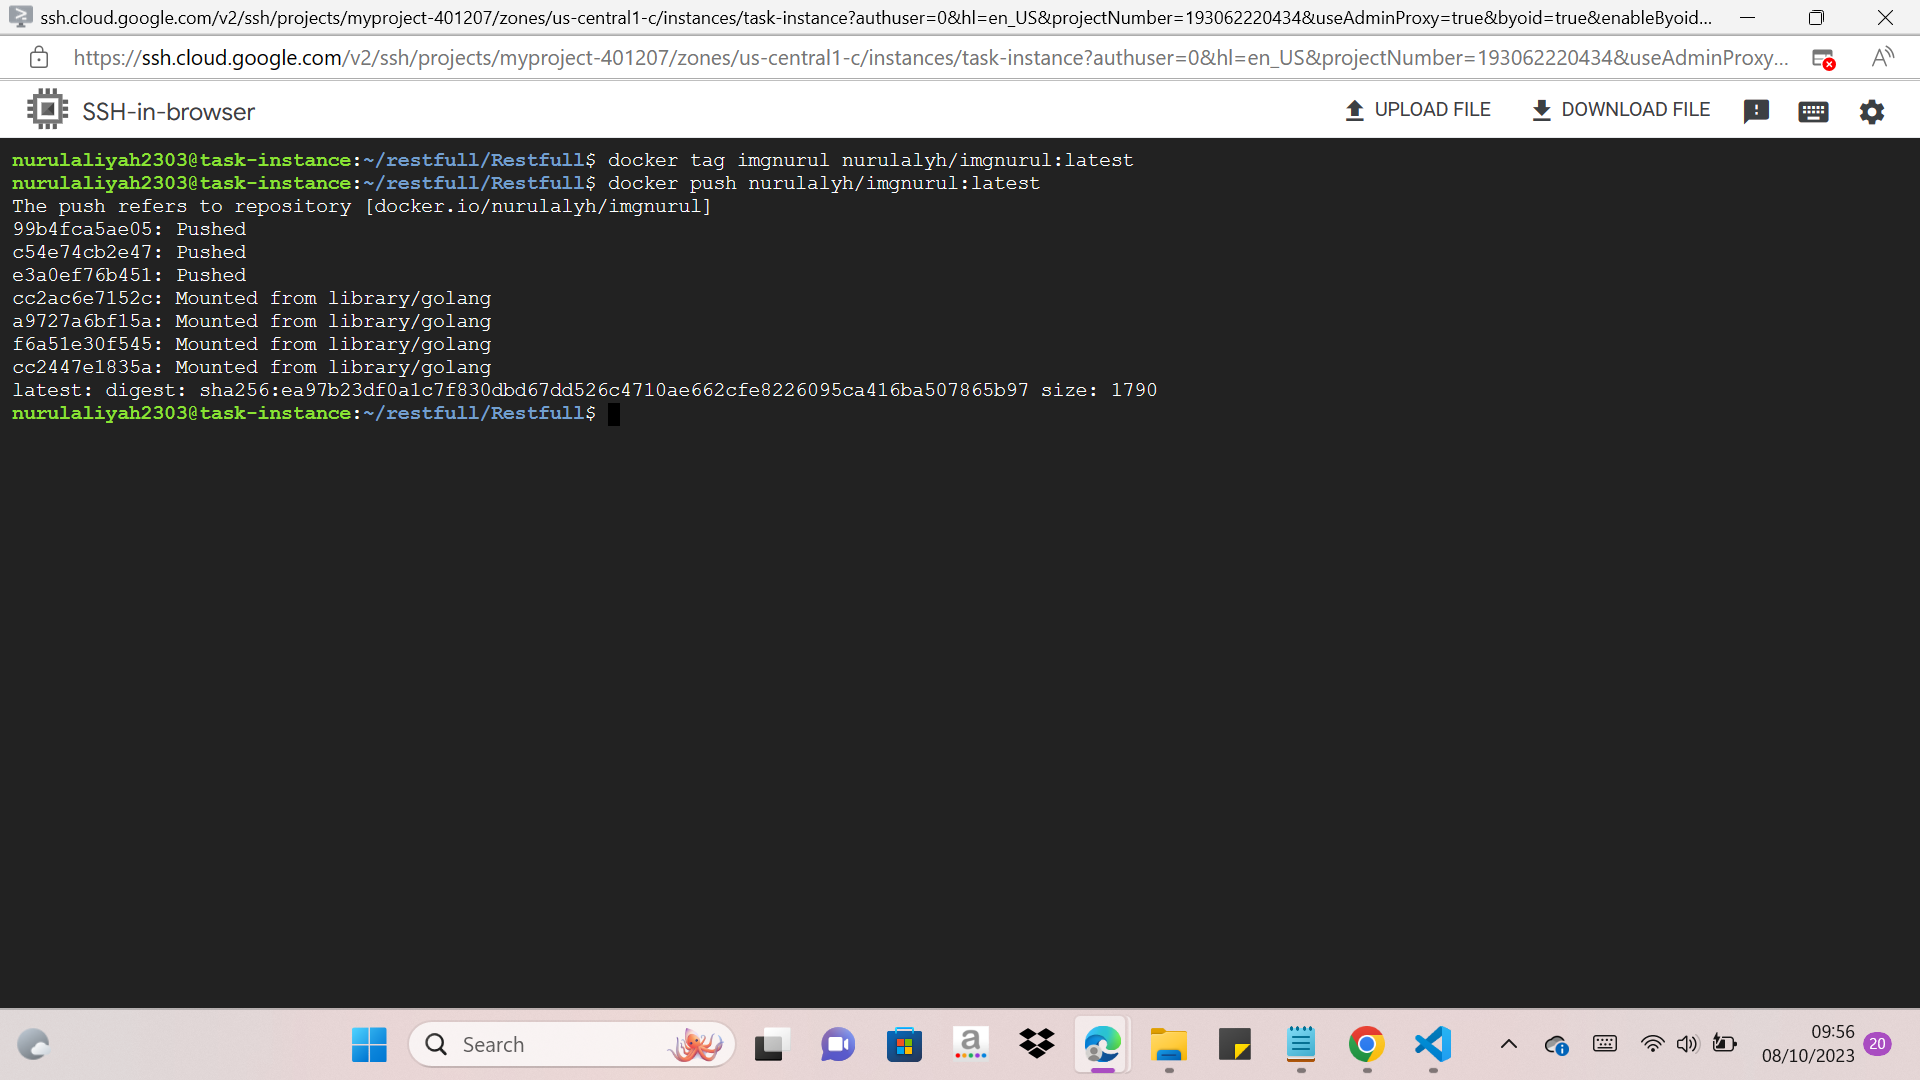 ssh.cloud.google.com/v2/ssh/projects/myproject-401207/zones/us-central1-c/instances/task-instance?authuser=0&hl=en_US&projectNumber=193062220434&useAdminProxy=true&byoid=true&enableByoid...
https://ssh.cloud.google.com/v2/ssh/projects/myproject-401207/zones/us-central1-c/instances/task-instance?authuser=0&hl=en_US&projectNumber=193062220434&useAdminProxy...
SSH-in-browser
UPLOAD FILE
DOWNLOAD FILE
nurulaliyah2303@task-instance:~/restfull/Restfull$ docker tag imgnurul nurulalyh/imgnurul:latest
nurulaliyah2303@task-instance:~/restfull/Restfull$ docker push nurulalyh/imgnurul:latest
The push refers to repository [docker.io/nurulalyh/imgnurul]
99b4fca5ae05: Pushed
c54e74cb2e47: Pushed
e3a0ef76b451: Pushed
cc2ac6e7152c: Mounted from library/golang
a9727a6bf15a: Mounted from library/golang
f6a51e30f545: Mounted from library/golang
cc2447e1835a: Mounted from library/golang
latest: digest: sha256:ea97b23df0a1c7f830dbd67dd526c4710ae662cfe8226095ca416ba507865b97 size: 1790
nurulaliyah2303@task-instance:~/restfull/Restfull$
Search
a
09:56
08/10/2023
20